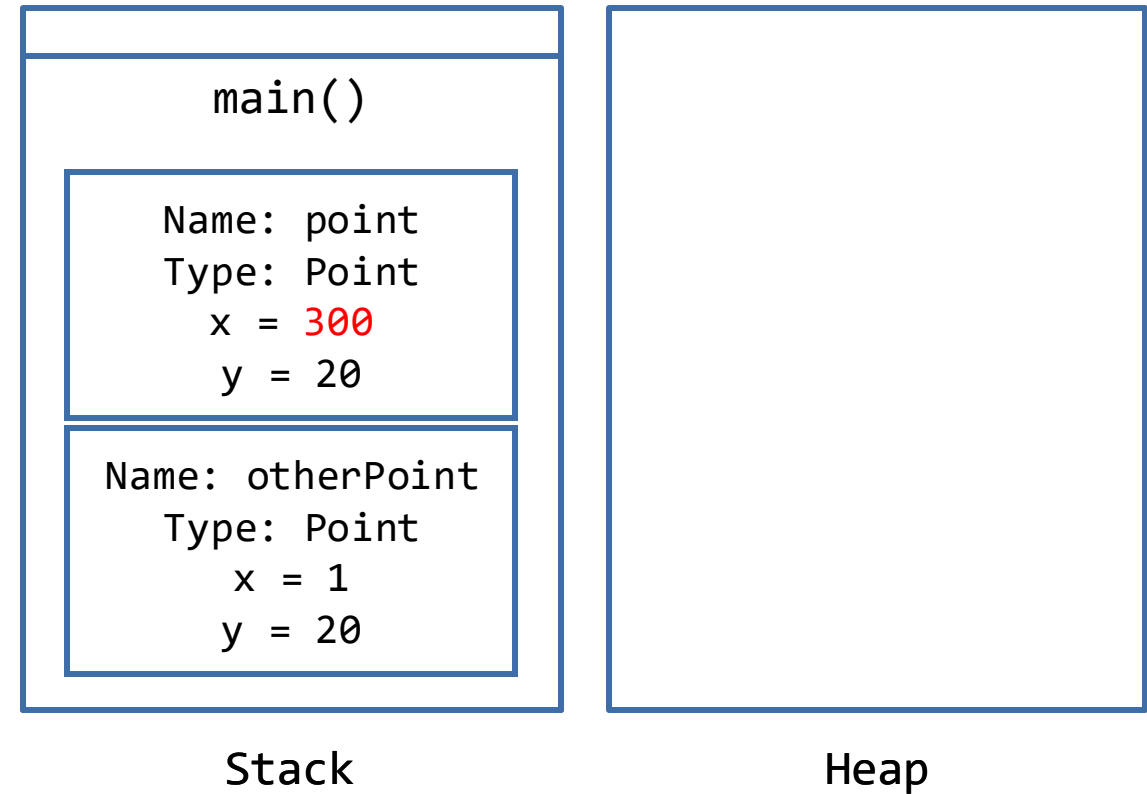 main()
Name: point
Type: Point
x = 300
y = 20
Name: otherPoint
Type: Point
x = 1
y = 20
Stack
Heap